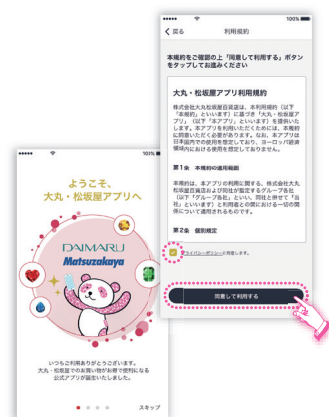 101%
ようこそ、
大丸・松坂屋アプリへ
DAIMARU
Matsuzakaya
いつもご利用ありがとうございます。
大丸・松坂屋でのお買い物がお得で便利になる
公式アプリが誕生いたしました。
スキップ
100%
戻る
利用規約
本規約をご確認の上「同意して利用する」ボタン
をタップしてお進みください
大丸・松坂屋アプリ利用規約
株式会社大丸松坂屋百貨店は、本利用規約（以下
「本規約」といいます）に基づき「大丸・松坂屋ア
プリ」（以下「本アプリ」といいます）を提供いた
します。本アプリを利用いただくためには、本規約
に同意いただく必要があります。なお、本アプリは
日本国内での使用を想定しており、ヨーロッパ経済
領域内における使用を想定しておりません。
第1条 本規約の適用範囲
本規約は、本アプリの利用に関する、株式会社大丸
松坂屋百貨店および同社が指定するグループ各社
（以下「グループ各社」といい、同社と併せて「当
社」といいます）と利用者との間における一切の関
係について適用されるものです。
第2条 個別規定
プライバシーポリシーに同意します。
同意して利用する